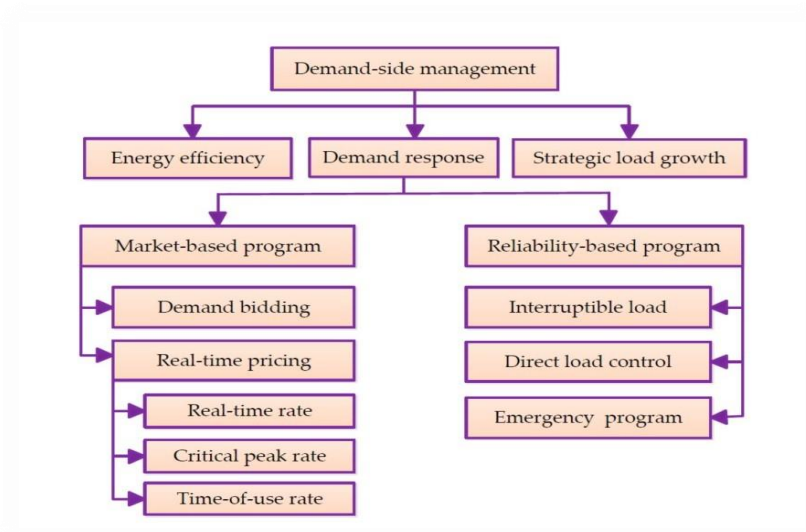 Demand-side management
Energy efficiency
Demand response
Strategic load growth
Market-based program
Reliability-based program
Demand bidding
Interruptible load
Real-time pricing
Direct load control
Real-time rate
Emergency program
Critical peak rate
Time-of-use rate